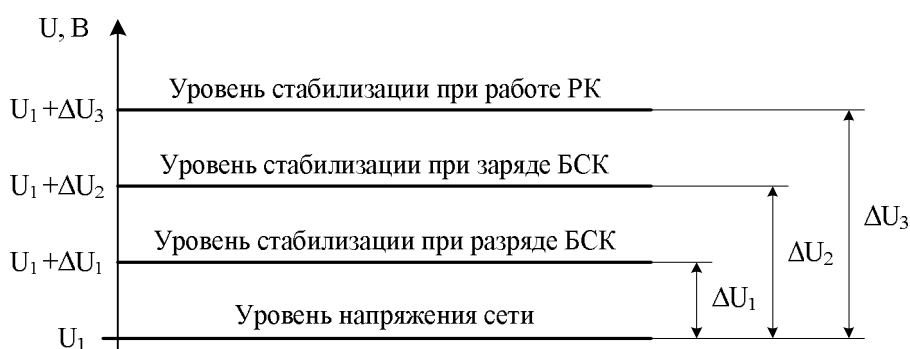 U, В
Уровень стабилизации при работе РК
U₁+ΔU₃
Уровень стабилизации при заряде БСК
U₁+ΔU₂
ΔU₃
Уровень стабилизации при разряде БСК
ΔU₂
U₁+ΔU₁
ΔU₁
Уровень напряжения сети
U₁